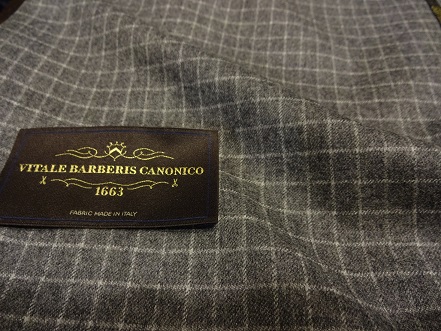 VITALE BARBERIS CANONICO
1663
FABRIC MADE IN ITALY